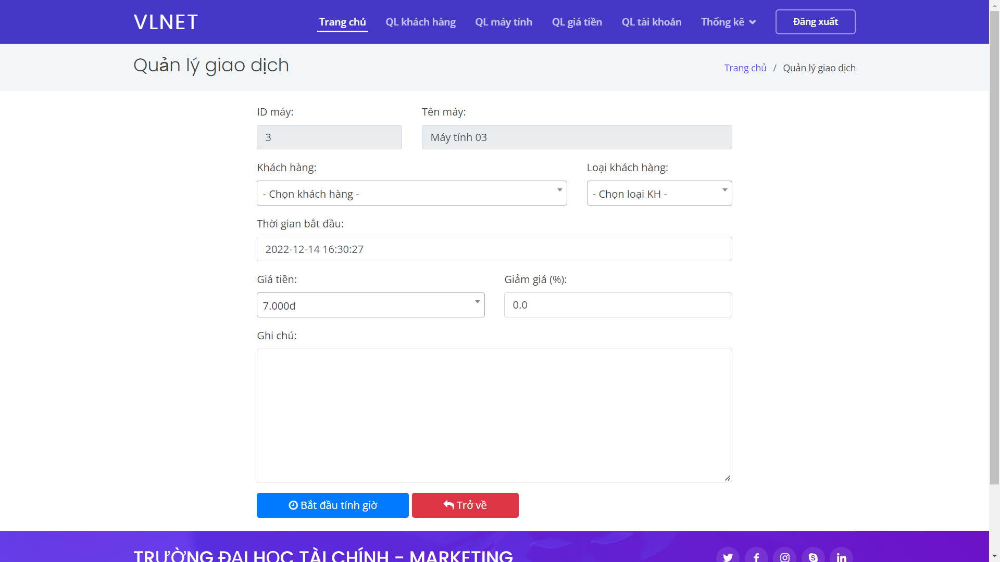 VLNET
Trang chủ QL khách hàng QL máy tính QL giá tiền QL tài khoản Thống kê Đăng xuất
Quản lý giao dịch
Trang chủ / Quản lý giao dịch
ID máy: Tên máy:
3 Máy tính 03
Khách hàng: Loại khách hàng:
- Chọn khách hàng - - Chọn loại KH -
Thời gian bắt đầu:
2022-12-14 16:30:27
Giá tiền: Giảm giá (%):
7.000đ 0.0
Ghi chú:
Bắt đầu tính giờ Trở về
TRƯỜNG ĐẠI HỌC TÀI CHÍNH - MARKETING